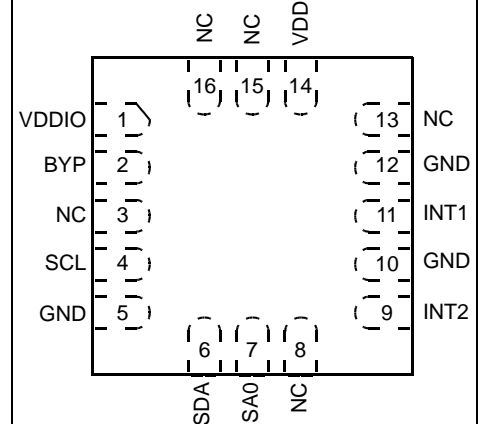 NC NC VDD
16 15 14
VDDIO 1 13 NC
BYP 2 12 GND
NC 3 11 INT1
SCL 4 10 GND
GND 5 9 INT2
6 7 8
SDA SA0 NC